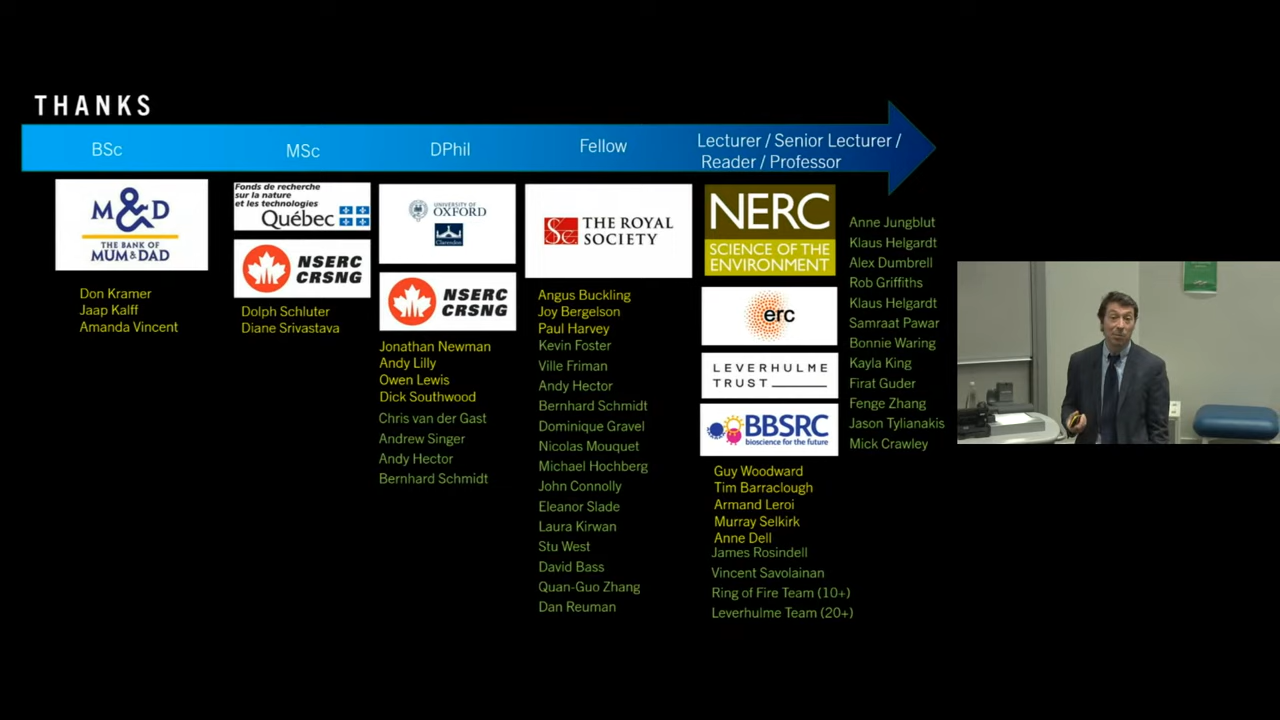 THANKS
BSc
MSc
DPhil
Fellow
Lecturer / Senior Lecturer /
Reader / Professor
M&D
THE BANK OF
MUM & DAD
Don Kramer
Jaap Kalff
Amanda Vincent
Fonds de recherche
sur la nature
et les technologies
Québec
NSERC
CRSNG
Dolph Schluter
Diane Srivastava
UNIVERSITY OF
OXFORD
Clarendon
NSERC
CRSNG
Jonathan Newman
Andy Lilly
Owen Lewis
Dick Southwood
Chris van der Gast
Andrew Singer
Andy Hector
Bernhard Schmidt
THE ROYAL
SOCIETY
Angus Buckling
Joy Bergelson
Paul Harvey
Kevin Foster
Ville Friman
Andy Hector
Bernhard Schmidt
Dominique Gravel
Nicolas Mouquet
Michael Hochberg
John Connolly
Eleanor Slade
Laura Kirwan
Stu West
David Bass
Quan-Guo Zhang
Dan Reuman
NERC
SCIENCE OF THE
ENVIRONMENT
erc
LEVERHULME
TRUST
BBSRC
bioscience for the future
Guy Woodward
Tim Barraclough
Armand Leroi
Murray Selkirk
Anne Dell
James Rosindell
Vincent Savolainan
Ring of Fire Team (10+)
Leverhulme Team (20+)
Anne Jungblut
Klaus Helgardt
Alex Dumbrell
Rob Griffiths
Klaus Helgardt
Samraat Pawar
Bonnie Waring
Kayla King
Firat Guder
Fenge Zhang
Jason Tylianakis
Mick Crawley